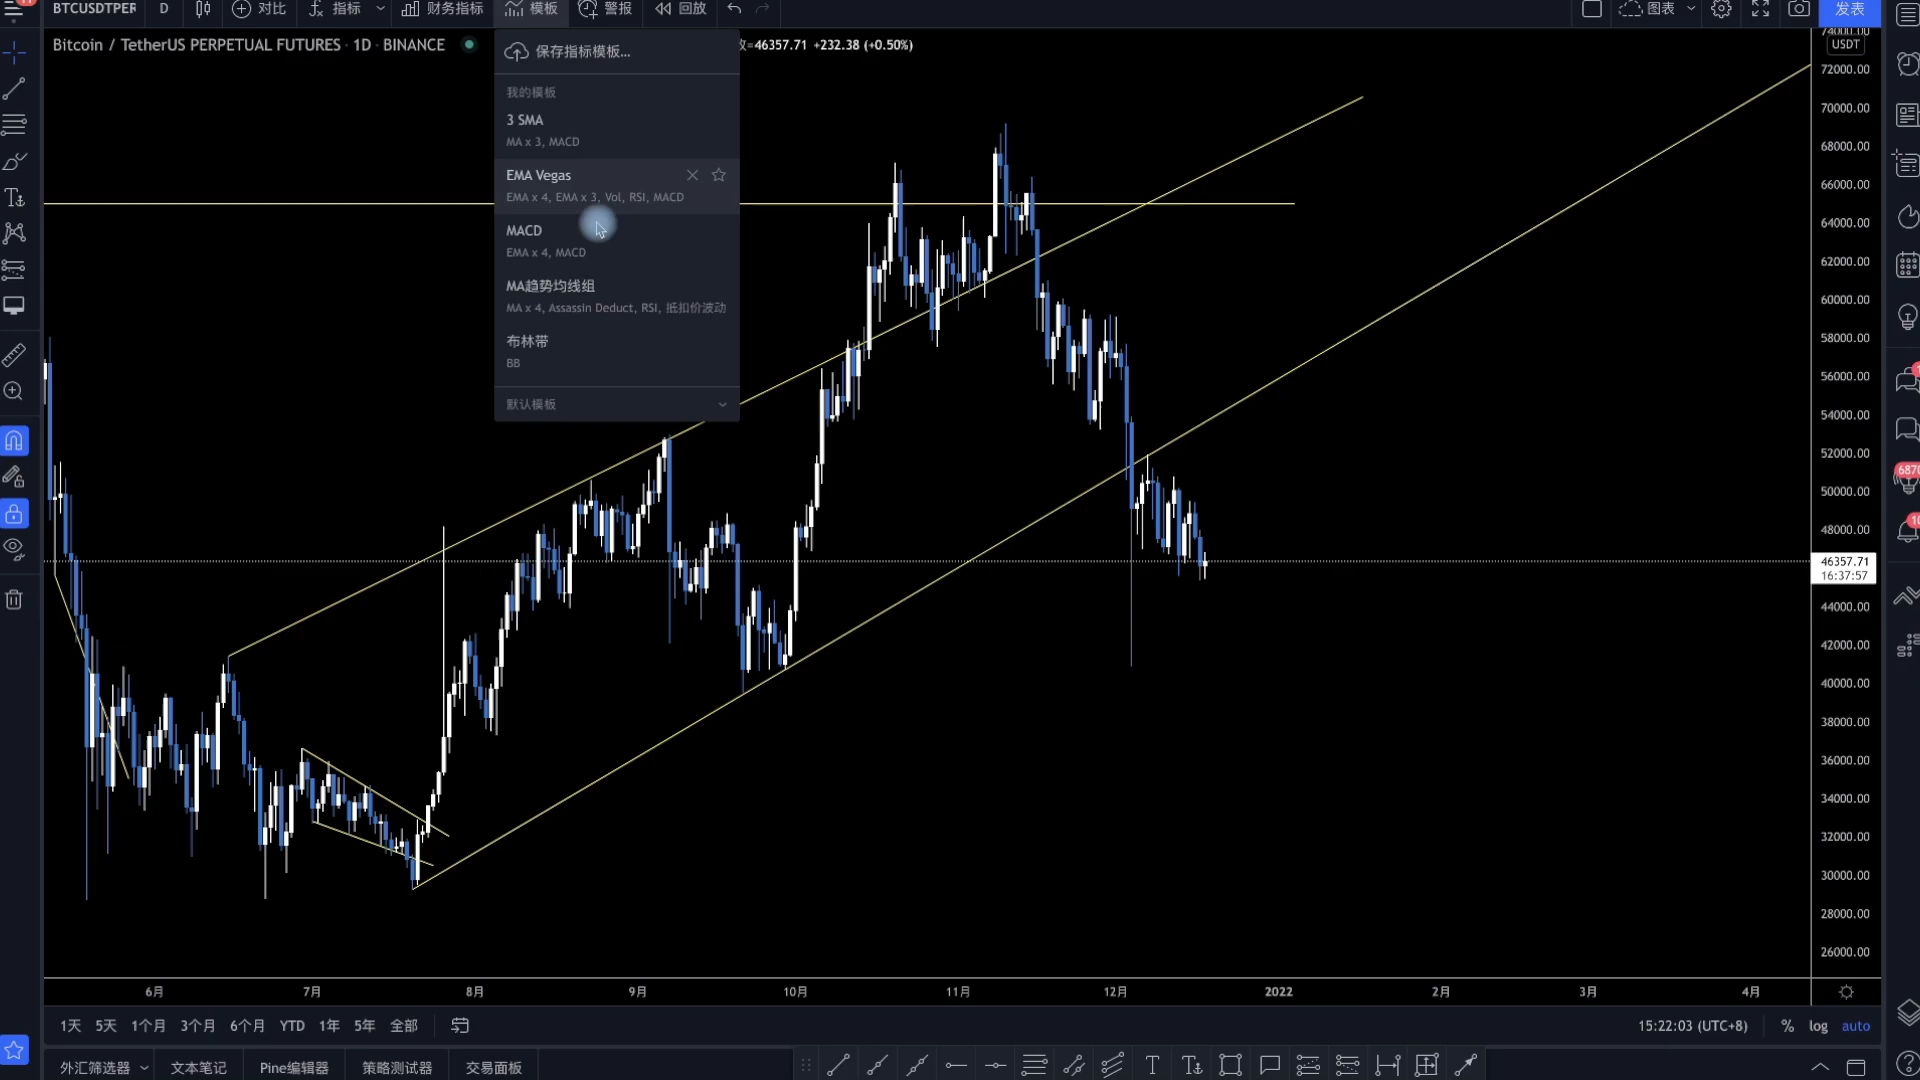 BTCUSDTPER D 对比 指标 财务指标 模板 警报 回放 图表 发表
Bitcoin / TetherUS PERPETUAL FUTURES · 1D · BINANCE
=46357.71 +232.38 (+0.50%)
保存指标模板...
我的模板
3 SMA
MA x 3, MACD
EMA Vegas
EMA x 4, EMA x 3, Vol, RSI, MACD
MACD
EMA x 4, MACD
MA趋势均线组
MA x 4, Assassin Deduct, RSI, 抵扣价波动
布林带
BB
默认模板
74000.00
USDT
72000.00
70000.00
68000.00
66000.00
64000.00
62000.00
60000.00
58000.00
56000.00
54000.00
52000.00
50000.00
48000.00
46357.71
16:37:57
44000.00
42000.00
40000.00
38000.00
36000.00
34000.00
32000.00
30000.00
28000.00
26000.00
6月 7月 8月 9月 10月 11月 12月 2022 2月 3月 4月
1天 5天 1个月 3个月 6个月 YTD 1年 5年 全部 15:22:03 (UTC+8) % log auto
外汇筛选器 文本笔记 Pine编辑器 策略测试器 交易面板